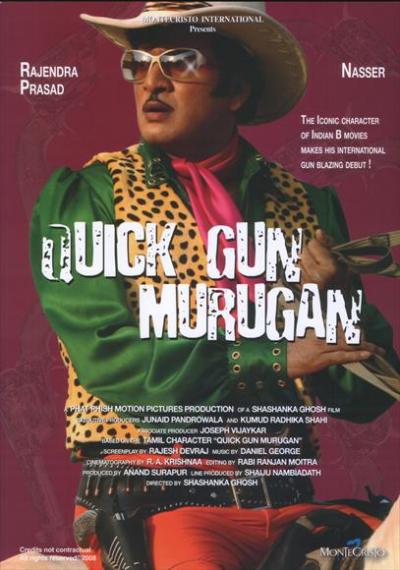 MONTECRISTO INTERNATIONAL
Presents
RAJENDRA
PRASAD
NASSER
THE ICONIC CHARACTER
OF INDIAN B MOVIES
MAKES HIS INTERNATIONAL
GUN BLAZING DEBUT !
QUICK GUN
MURUGAN
A PHAT PHISH MOTION PICTURES PRODUCTION OF A SHASHANKA GHOSH FILM
EXECUTIVE PRODUCERS JUNAID PANDROWALA AND KUMUD RADHIKA SHAHI
ASSOCIATE PRODUCER JOSEPH VIJAYKAR
BASED ON THE TAMIL CHARACTER "QUICK GUN MURUGAN"
SCREENPLAY BY RAJESH DEVRAJ MUSIC BY DANIEL GEORGE
CINEMATOGRAPHY BY R. A. KRISHNAA EDITING BY RABI RANJAN MOITRA
PRODUCED BY ANAND SURAPUR LINE PRODUCED BY SHALIU NAMBIADATH
DIRECTED BY SHASHANKA GHOSH
Credits not contractual
All rights reserved ©2008
MONTECRISTO